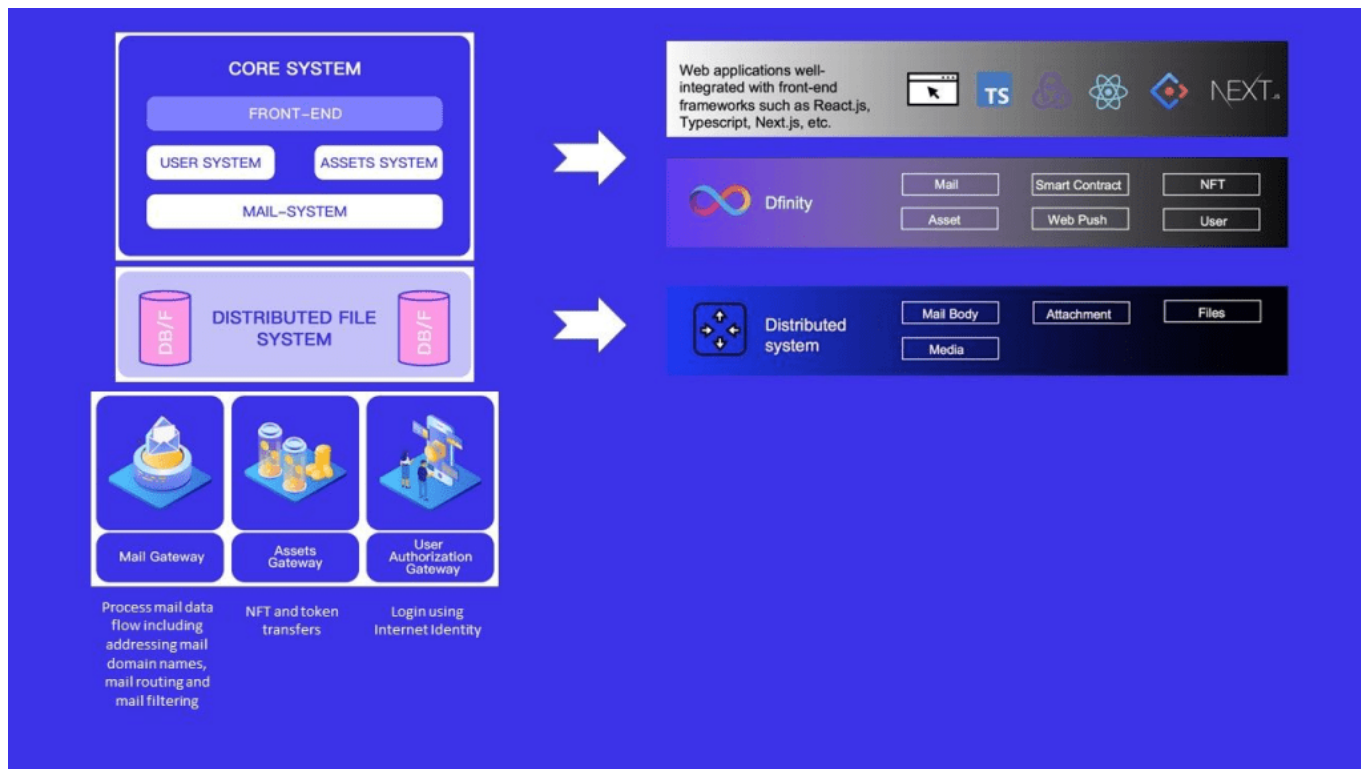 CORE SYSTEM
FRONT-END
USER SYSTEM
ASSETS SYSTEM
MAIL-SYSTEM
DB/F
DISTRIBUTED FILE
SYSTEM
DB/F
Mail Gateway
Assets
Gateway
User
Authorization
Gateway
Process mail data
flow including
addressing mail
domain names,
mail routing and
mail filtering
NFT and token
transfers
Login using
Internet Identity
Web applications well-
integrated with front-end
frameworks such as React.js,
Typescript, Next.js, etc.
TS
NEXT.JS
Dfinity
Mail
Smart Contract
NFT
Asset
Web Push
User
Distributed
system
Mail Body
Attachment
Files
Media